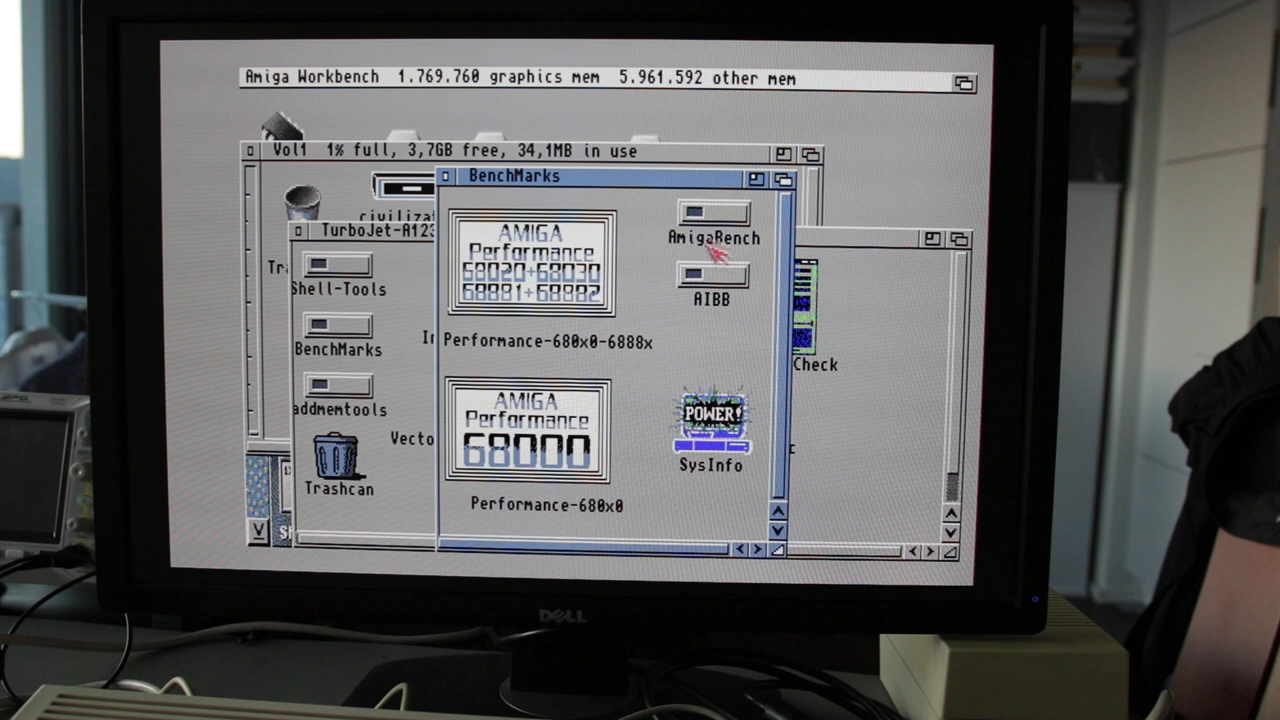 Amiga Workbench 1.769.760 graphics mem 5.961.592 other mem
Vol1 1% full, 3,7GB free, 34,1MB in use
BenchMarks
TurboJet-A123
Shell-Tools
BenchMarks
addmemtools
Trashcan
AMIGA
Performance
68020+68030
68881+68882
Performance-680x0-6888x
AMIGA
Performance
68000
Performance-680x0
AmigaBench
AIBB
POWER!
SysInfo
Check
Vecto
civiliza
DELL